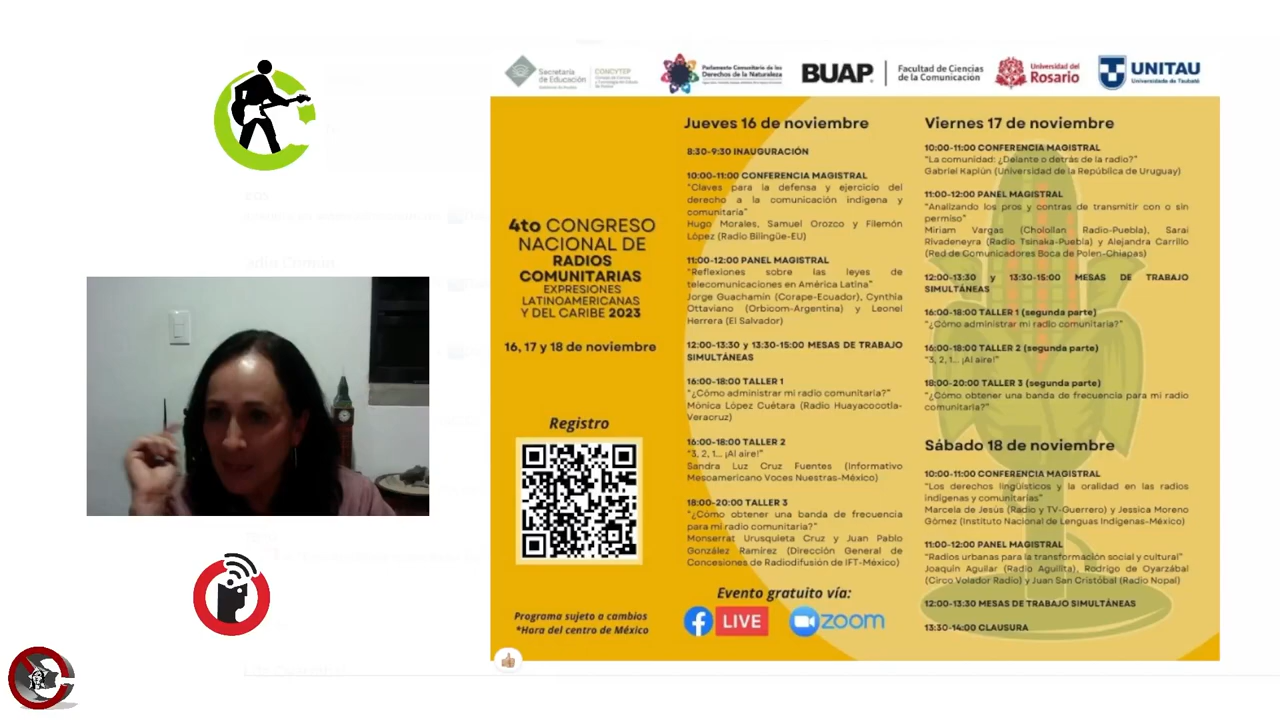 Secretaría
de Educación
CONCYTEP
Parlamento Comunitario de los
Derechos de la Naturaleza
BUAP
Facultad de Ciencias
de la Comunicación
Universidad del
Rosario
UNITAU
Universidade de Taubaté
4to CONGRESO
NACIONAL DE
RADIOS
COMUNITARIAS
EXPRESIONES
LATINOAMERICANAS
Y DEL CARIBE 2023
16, 17 y 18 de noviembre
Registro
Programa sujeto a cambios
*Hora del centro de México
Jueves 16 de noviembre
8:30-9:30 INAUGURACIÓN
10:00-11:00 CONFERENCIA MAGISTRAL
"Claves para la defensa y ejercicio del
derecho a la comunicación indígena y
comunitaria"
Hugo Morales, Samuel Orozco y Filemón
López (Radio Bilingüe-EU)
11:00-12:00 PANEL MAGISTRAL
"Reflexiones sobre las leyes de
telecomunicaciones en América Latina"
Jorge Guachamín (Corape-Ecuador), Cynthia
Ottaviano (Orbicom-Argentina) y Leonel
Herrera (El Salvador)
12:00-13:30 y 13:30-15:00 MESAS DE TRABAJO
SIMULTÁNEAS
16:00-18:00 TALLER 1
"¿Cómo administrar mi radio comunitaria?"
Mónica López Cuétara (Radio Huayacocotla-
Veracruz)
16:00-18:00 TALLER 2
"3, 2, 1... ¡Al aire!"
Sandra Luz Cruz Fuentes (Informativo
Mesoamericano Voces Nuestras-México)
18:00-20:00 TALLER 3
"¿Cómo obtener una banda de frecuencia
para mi radio comunitaria?"
Monserrat Urusquieta Cruz y Juan Pablo
González Ramírez (Dirección General de
Concesiones de Radiodifusión de IFT-México)
Evento gratuito vía:
LIVE
zoom
Viernes 17 de noviembre
10:00-11:00 CONFERENCIA MAGISTRAL
"La comunidad: ¿Delante o detrás de la radio?"
Gabriel Kaplún (Universidad de la República de Uruguay)
11:00-12:00 PANEL MAGISTRAL
"Analizando los pros y contras de transmitir con o sin
permiso"
Miriam Vargas (Cholollan Radio-Puebla), Sarai
Rivadeneyra (Radio Tsinaka-Puebla) y Alejandra Carrillo
(Red de Comunicadores Boca de Polen-Chiapas)
12:00-13:30 y 13:30-15:00 MESAS DE TRABAJO
SIMULTÁNEAS
16:00-18:00 TALLER 1 (segunda parte)
"¿Cómo administrar mi radio comunitaria?"
16:00-18:00 TALLER 2 (segunda parte)
"3, 2, 1... ¡Al aire!"
18:00-20:00 TALLER 3 (segunda parte)
"¿Cómo obtener una banda de frecuencia para mi radio
comunitaria?"
Sábado 18 de noviembre
10:00-11:00 CONFERENCIA MAGISTRAL
"Los derechos lingüísticos y la oralidad en las radios
indígenas y comunitarias"
Marcela de Jesús (Radio y TV-Guerrero) y Jessica Moreno
Gómez (Instituto Nacional de Lenguas Indígenas-México)
11:00-12:00 PANEL MAGISTRAL
"Radios urbanas para la transformación social y cultural"
Joaquín Aguilar (Radio Aguilita), Rodrigo de Oyarzábal
(Circo Volador Radio) y Juan San Cristóbal (Radio Nopal)
12:00-13:30 MESAS DE TRABAJO SIMULTÁNEAS
13:30-14:00 CLAUSURA